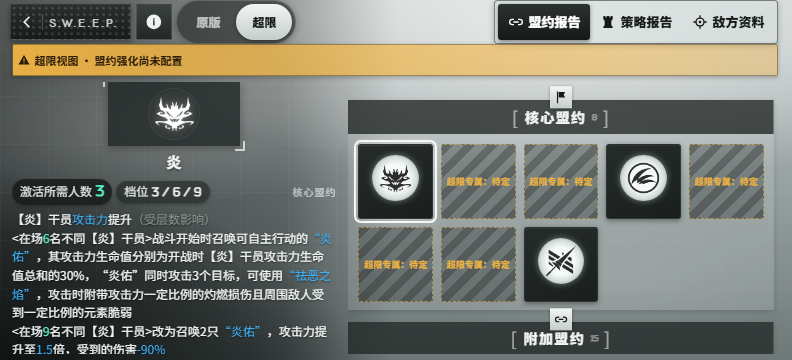 S.W.E.E.P.
原版
超限
盟约报告
策略报告
敌方资料
超限视图 · 盟约强化尚未配置
炎
激活所需人数 3
档位 3/6/9
核心盟约
【炎】干员攻击力提升（受层数影响）
<在场6名不同【炎】干员>战斗开始时召唤可自主行动的“炎
佑”，其攻击力生命值分别为开战时【炎】干员攻击力生命
值总和的30%，“炎佑”同时攻击3个目标，可使用“祛恶之
焰”，攻击时附带攻击力一定比例的灼燃损伤且周围敌人受
到一定比例的元素脆弱
<在场9名不同【炎】干员>改为召唤2只“炎佑”，攻击力提
升至1.5倍，受到的伤害-90%
[ 核心盟约 8 ]
超限专属：待定
超限专属：待定
超限专属：待定
超限专属：待定
超限专属：待定
[ 附加盟约 15 ]